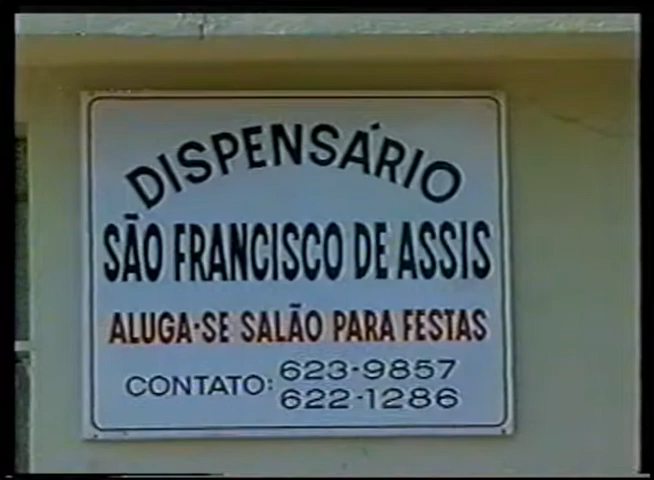 DISPENSÁRIO
SÃO FRANCISCO DE ASSIS
ALUGA-SE SALÃO PARA FESTAS
CONTATO: 623-9857
622-1286